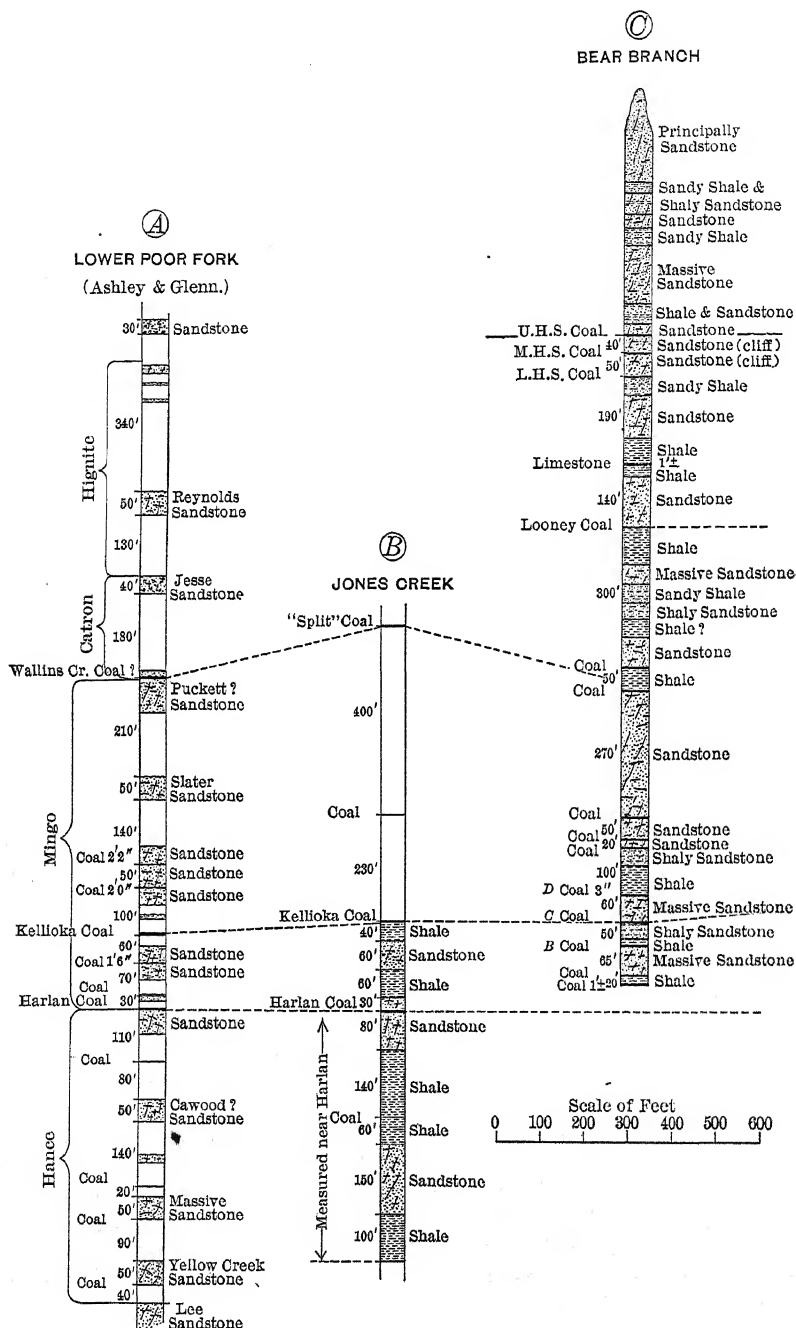 C
BEAR BRANCH
Principally
Sandstone
Sandy Shale &
Shaly Sandstone
Sandstone
Sandy Shale
Massive
Sandstone
Shale & Sandstone
U.H.S. Coal
Sandstone
40'
Sandstone (cliff)
M.H.S. Coal
50'
Sandstone (cliff)
L.H.S. Coal
Sandy Shale
190'
Sandstone
Shale
Limestone
1'±
Shale
140'
Sandstone
Looney Coal
Shale
Massive Sandstone
300'
Sandy Shale
Shaly Sandstone
Shale ?
Sandstone
Coal
50'
Shale
Coal
270'
Sandstone
Coal
50'
Sandstone
Coal
20'
Sandstone
Coal
Shaly Sandstone
100'
Shale
D Coal 3"
60'
Massive Sandstone
C Coal
50'
Shaly Sandstone
B Coal
Shale
65'
Massive Sandstone
Coal
Coal 1'± 20'
Shale
A
LOWER POOR FORK
(Ashley & Glenn.)
30'
Sandstone
Hignite
340'
50'
Reynolds
Sandstone
130'
Catron
40'
Jesse
Sandstone
180'
Wallins Cr. Coal ?
Mingo
Puckett ?
Sandstone
210'
50'
Slater
Sandstone
140'
Coal 2'2"
Sandstone
50'
Sandstone
Coal 2'0"
Sandstone
100'
Kellioka Coal
60'
Sandstone
Coal 1'6"
Sandstone
70'
Coal
Harlan Coal
30'
Hance
Sandstone
110'
Coal
80'
50'
Cawood ?
Sandstone
140'
Coal
20'
50'
Massive
Sandstone
Coal
90'
50'
Yellow Creek
Sandstone
Coal
40'
Lee
Sandstone
B
JONES CREEK
"Split" Coal
400'
Coal
230'
Kellioka Coal
40'
Shale
60'
Sandstone
60'
Shale
Harlan Coal 30'
80'
Sandstone
Measured near Harlan
140'
Shale
Coal
60'
Shale
150'
Sandstone
100'
Shale
Scale of Feet
0 100 200 300 400 500 600